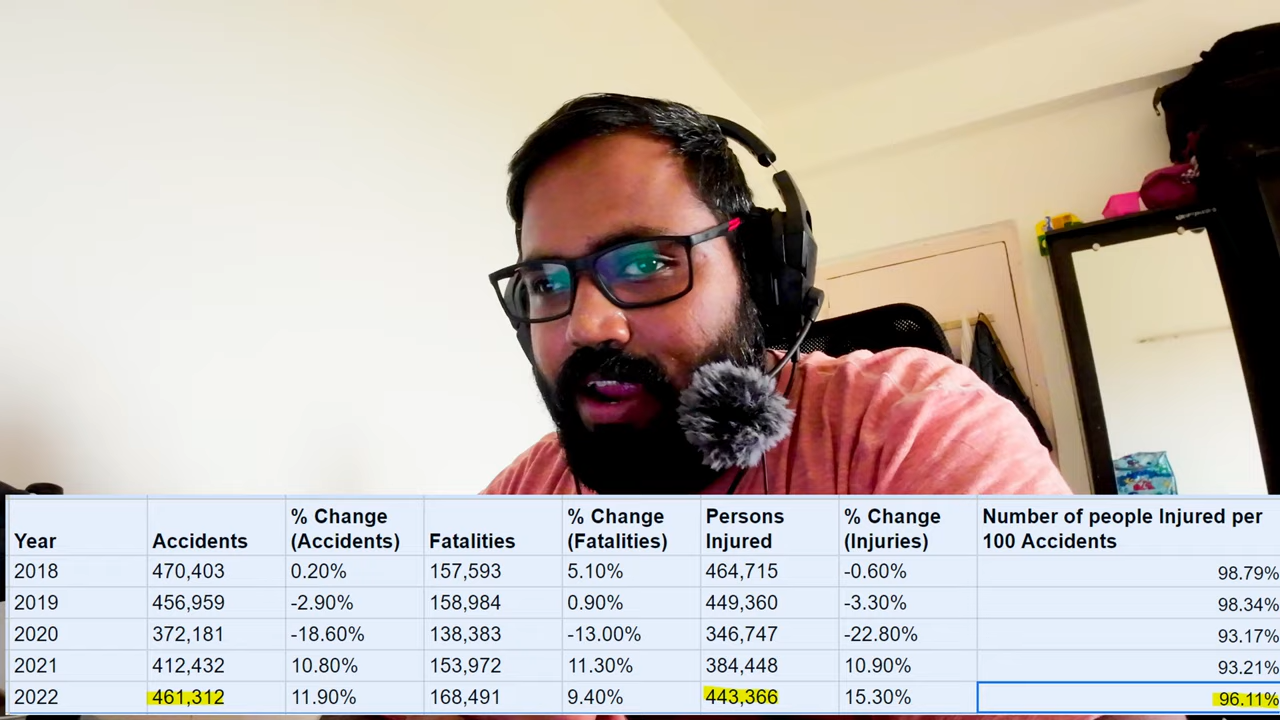 Year Accidents % Change (Accidents) Fatalities % Change (Fatalities) Persons Injured % Change (Injuries) Number of people Injured per 100 Accidents
2018 470,403 0.20% 157,593 5.10% 464,715 -0.60% 98.79%
2019 456,959 -2.90% 158,984 0.90% 449,360 -3.30% 98.34%
2020 372,181 -18.60% 138,383 -13.00% 346,747 -22.80% 93.17%
2021 412,432 10.80% 153,972 11.30% 384,448 10.90% 93.21%
2022 461,312 11.90% 168,491 9.40% 443,366 15.30% 96.11%